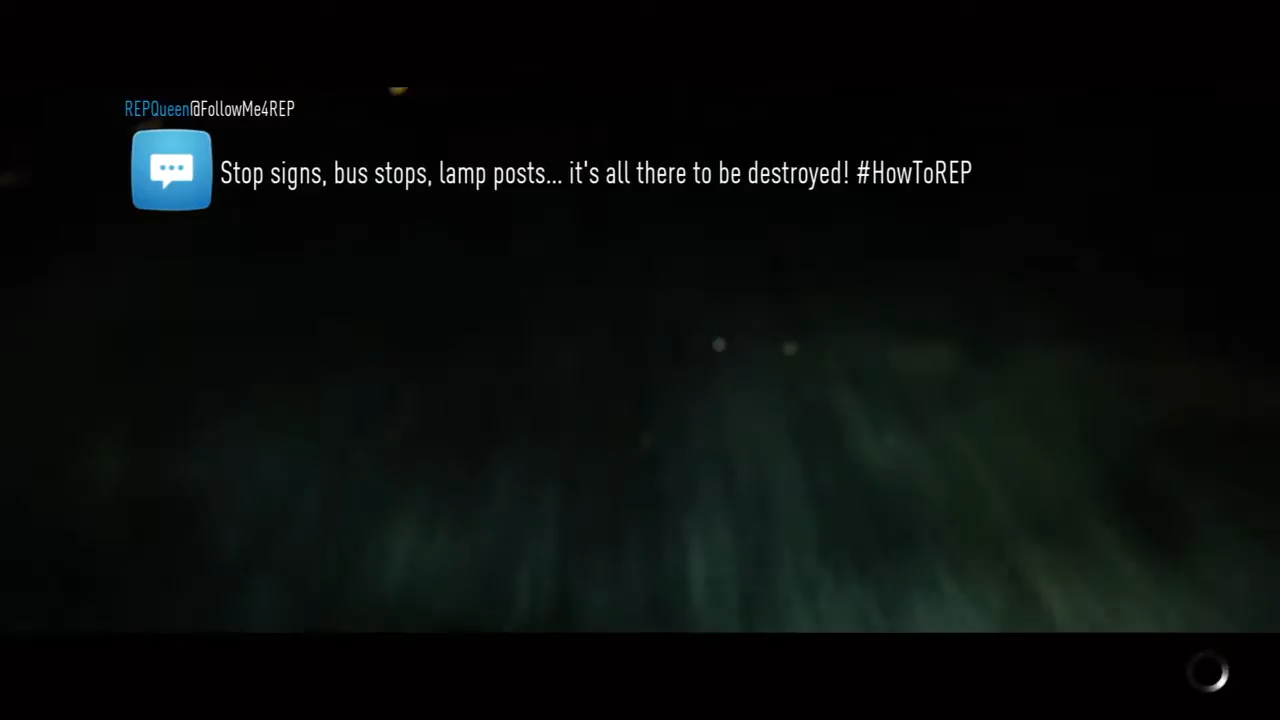 REPQueen@FollowMe4REP
Stop signs, bus stops, lamp posts... it's all there to be destroyed! #HowToREP